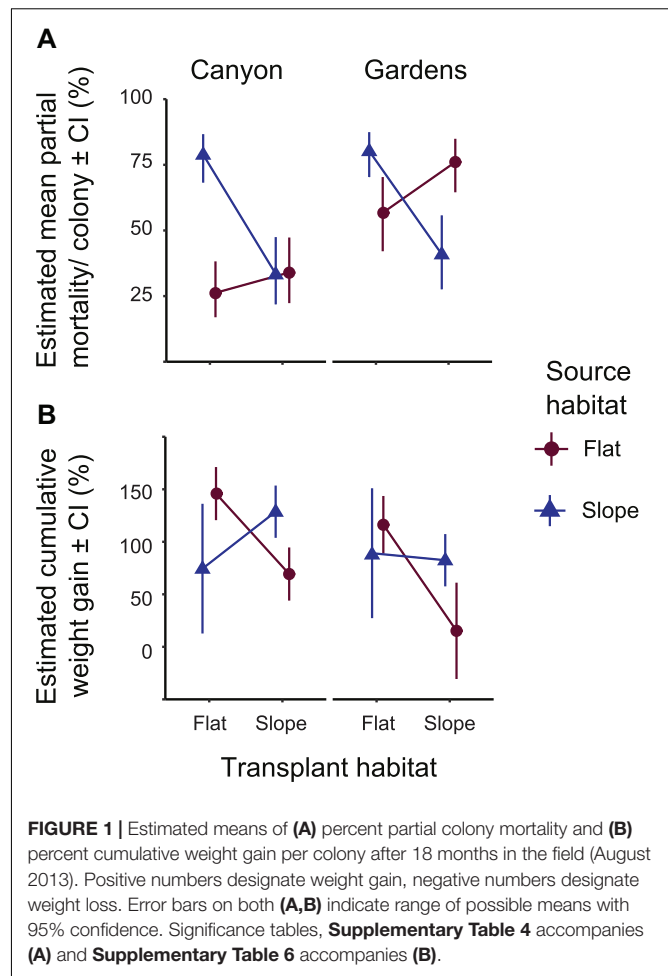 A
Canyon Gardens
Estimated mean partial
mortality/ colony ± CI (%)
100
75
50
25
B
Estimated cumulative
weight gain ± CI (%)
150
100
50
0
Source
habitat
Flat
Slope
Flat Slope Flat Slope
Transplant habitat
FIGURE 1 | Estimated means of (A) percent partial colony mortality and (B)
percent cumulative weight gain per colony after 18 months in the field (August
2013). Positive numbers designate weight gain, negative numbers designate
weight loss. Error bars on both (A,B) indicate range of possible means with
95% confidence. Significance tables, Supplementary Table 4 accompanies
(A) and Supplementary Table 6 accompanies (B).